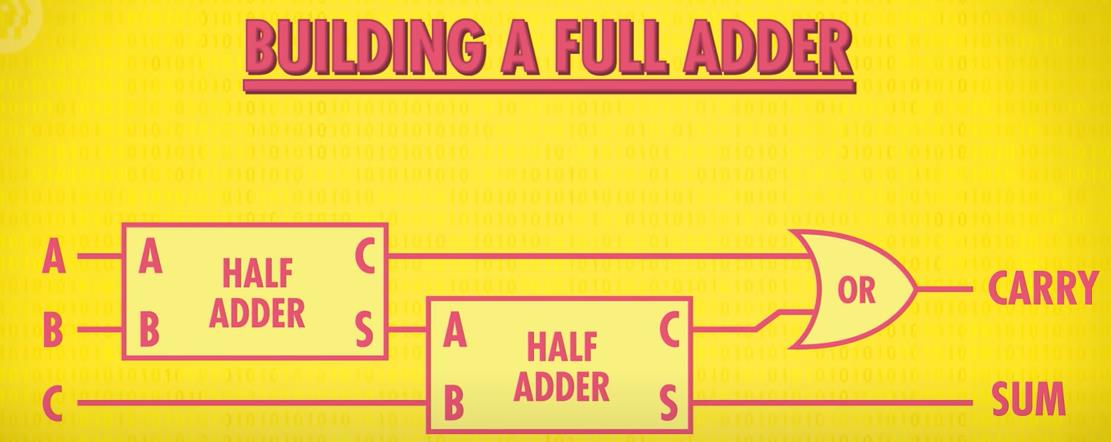 BUILDING A FULL ADDER
A
A
HALF
ADDER
C
B
B
S
A
HALF
ADDER
C
C
B
S
OR
CARRY
SUM